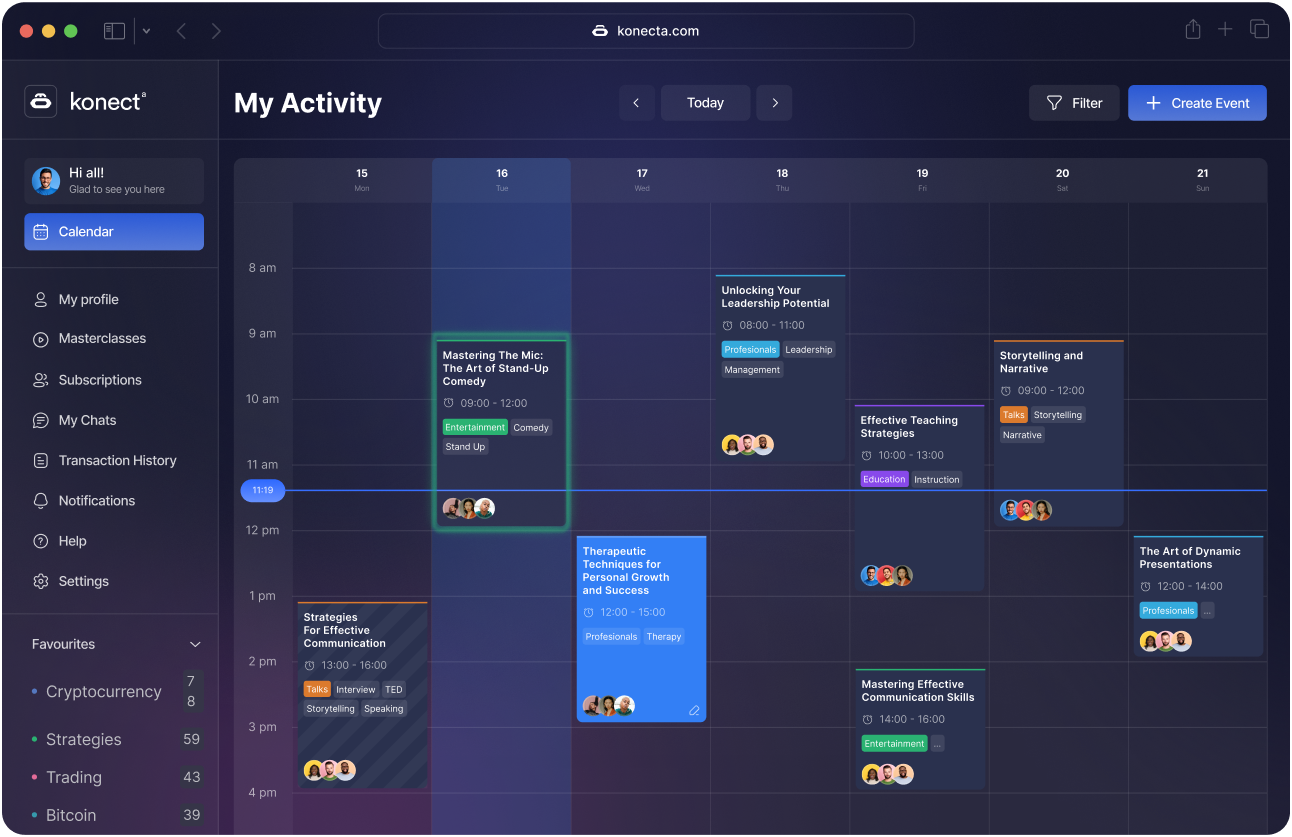 konecta.com
konectª
My Activity
Today
Filter
Create Event
Hi all!
Glad to see you here
Calendar
My profile
Masterclasses
Subscriptions
My Chats
Transaction History
Notifications
Help
Settings
Favourites
Cryptocurrency
7
8
Strategies 59
Trading 43
Bitcoin 39
15 16 17 18 19 20 21
Mon Tue Wed Thu Fri Sat Sun
8 am
9 am
10 am
11 am
11:19
12 pm
1 pm
2 pm
3 pm
4 pm
Strategies
For Effective
Communication
13:00 - 16:00
Talks Interview TED
Storytelling Speaking
Mastering The Mic:
The Art of Stand-Up
Comedy
09:00 - 12:00
Entertainment Comedy
Stand Up
Therapeutic
Techniques for
Personal Growth
and Success
12:00 - 15:00
Profesionals Therapy
Unlocking Your
Leadership Potential
08:00 - 11:00
Profesionals Leadership
Management
Effective Teaching
Strategies
10:00 - 13:00
Education Instruction
Mastering Effective
Communication Skills
14:00 - 16:00
Entertainment ...
Storytelling and
Narrative
09:00 - 12:00
Talks Storytelling
Narrative
The Art of Dynamic
Presentations
12:00 - 14:00
Profesionals ...